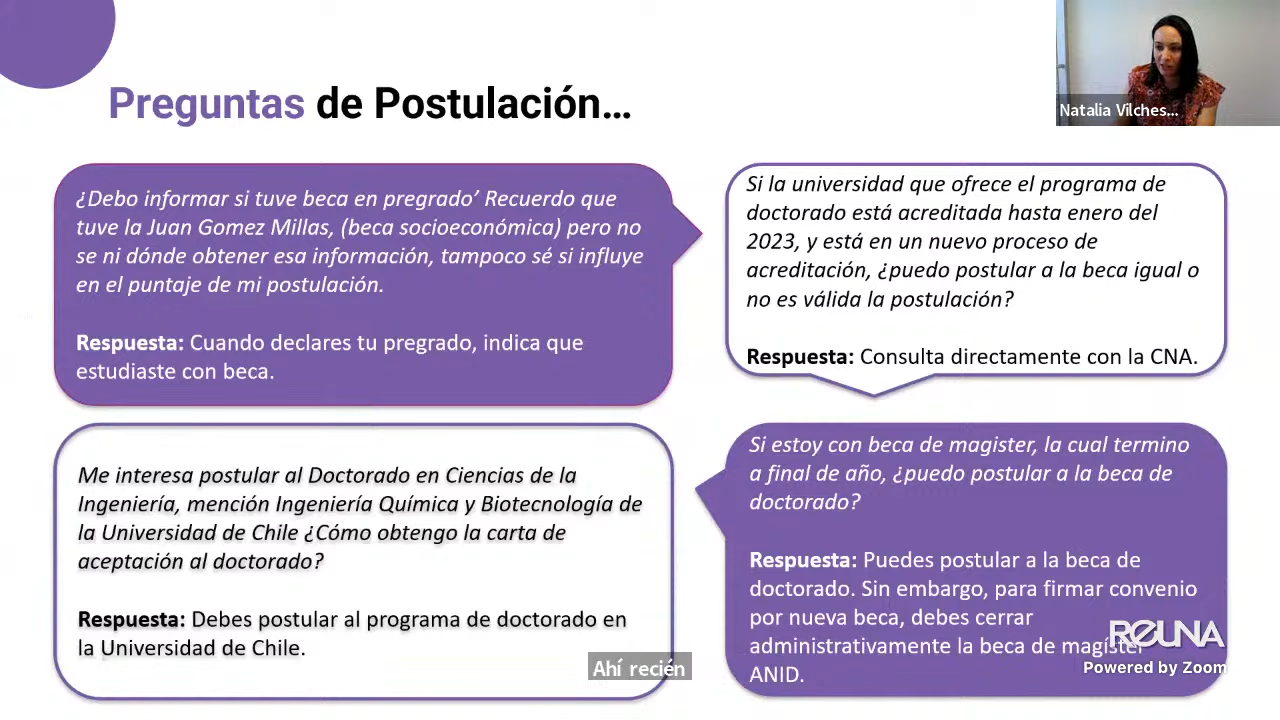 Preguntas de Postulación...
Natalia Vilches...
¿Debo informar si tuve beca en pregrado’ Recuerdo que
tuve la Juan Gomez Millas, (beca socioeconómica) pero no
se ni dónde obtener esa información, tampoco sé si influye
en el puntaje de mi postulación.
Respuesta: Cuando declares tu pregrado, indica que
estudiaste con beca.
Si la universidad que ofrece el programa de
doctorado está acreditada hasta enero del
2023, y está en un nuevo proceso de
acreditación, ¿puedo postular a la beca igual o
no es válida la postulación?
Respuesta: Consulta directamente con la CNA.
Me interesa postular al Doctorado en Ciencias de la
Ingeniería, mención Ingeniería Química y Biotecnología de
la Universidad de Chile ¿Cómo obtengo la carta de
aceptación al doctorado?
Respuesta: Debes postular al programa de doctorado en
la Universidad de Chile.
Si estoy con beca de magister, la cual termino
a final de año, ¿puedo postular a la beca de
doctorado?
Respuesta: Puedes postular a la beca de
doctorado. Sin embargo, para firmar convenio
por nueva beca, debes cerrar
administrativamente la beca de magíster
ANID.
REUNA
Powered by Zoom
Ahí recién